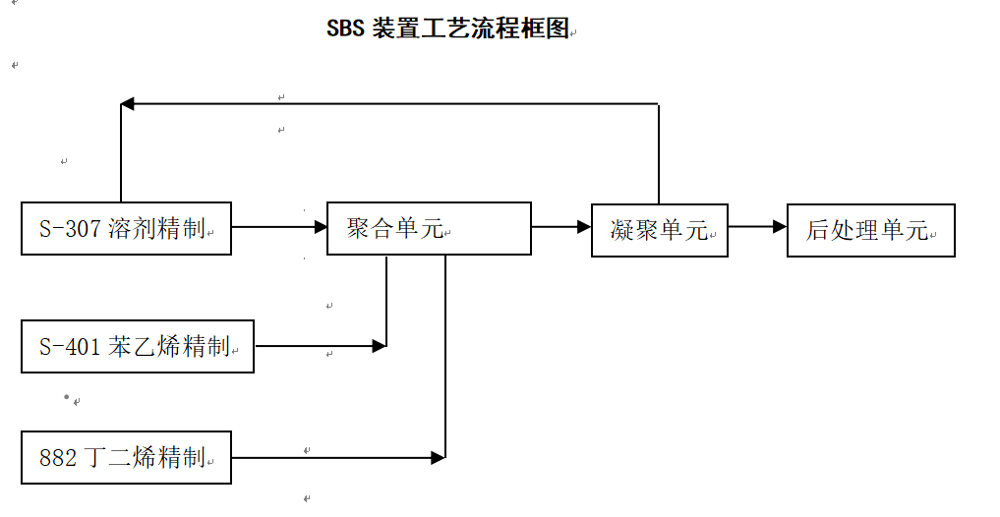 SBS 装置工艺流程框图
S-307 溶剂精制
聚合单元
凝聚单元
后处理单元
S-401 苯乙烯精制
882 丁二烯精制